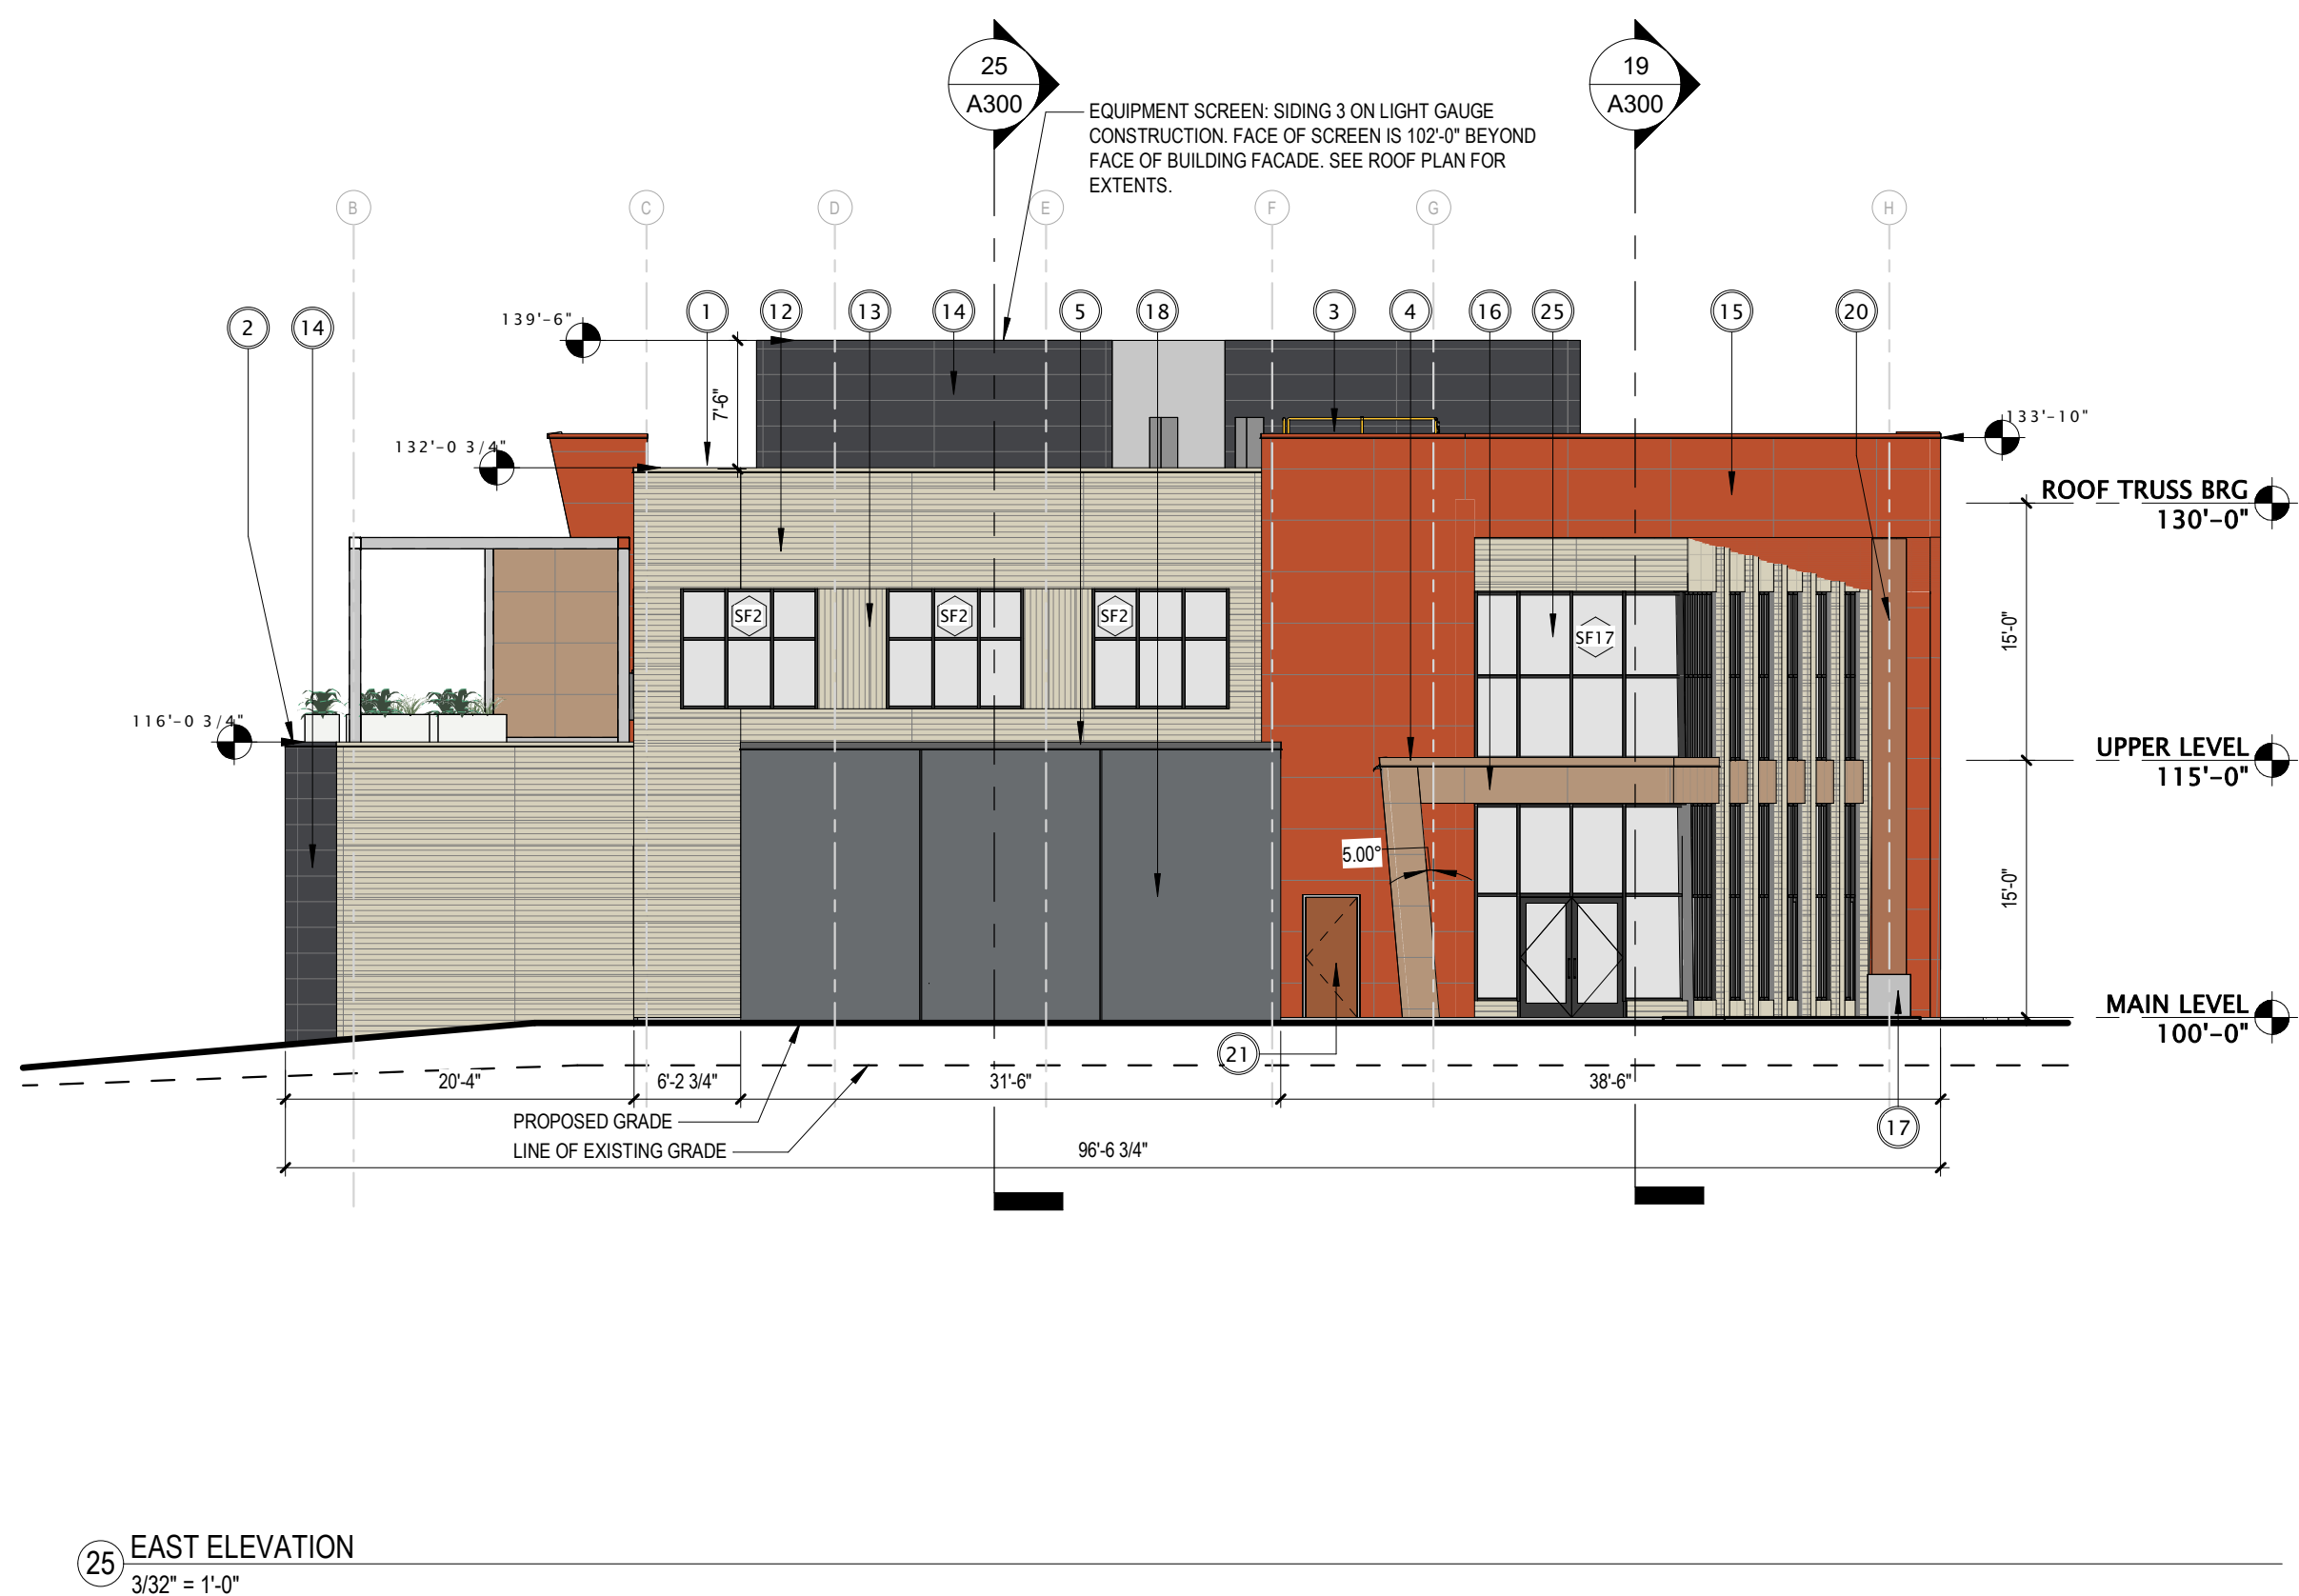 25
A300
19
A300
EQUIPMENT SCREEN: SIDING 3 ON LIGHT GAUGE
CONSTRUCTION. FACE OF SCREEN IS 102'-0" BEYOND
FACE OF BUILDING FACADE. SEE ROOF PLAN FOR
EXTENTS.
B
C
D
E
F
G
H
2
14
139'-6"
1
12
13
14
5
18
3
4
16
25
15
20
7'-6"
132'-0 3/4"
133'-10"
ROOF TRUSS BRG
130'-0"
SF2
SF2
SF2
SF17
15'-0"
116'-0 3/4"
UPPER LEVEL
115'-0"
5.00°
15'-0"
MAIN LEVEL
100'-0"
21
20'-4"
6'-2 3/4"
31'-6"
38'-6"
PROPOSED GRADE
17
LINE OF EXISTING GRADE
96'-6 3/4"
25
EAST ELEVATION
3/32" = 1'-0"